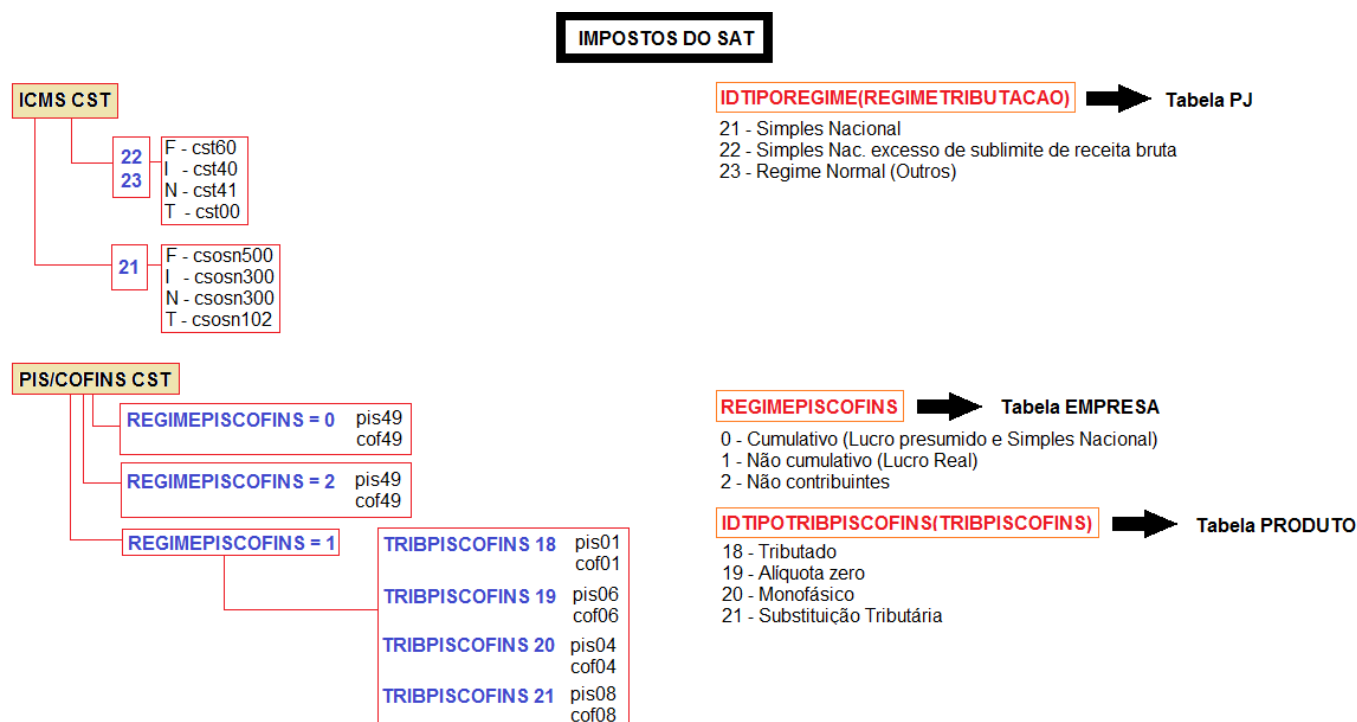 IMPOSTOS DO SAT
ICMS CST
22
23
F - cst60
I - cst40
N - cst41
T - cst00
21
F - csosn500
I - csosn300
N - csosn300
T - csosn102
IDTIPOREGIME(REGIMETRIBUTACAO)
Tabela PJ
21 - Simples Nacional
22 - Simples Nac. excesso de sublimite de receita bruta
23 - Regime Normal (Outros)
PIS/COFINS CST
REGIMEPISCOFINS = 0
pis49
cof49
REGIMEPISCOFINS = 2
pis49
cof49
REGIMEPISCOFINS = 1
TRIBPISCOFINS 18
pis01
cof01
TRIBPISCOFINS 19
pis06
cof06
TRIBPISCOFINS 20
pis04
cof04
TRIBPISCOFINS 21
pis08
cof08
REGIMEPISCOFINS
Tabela EMPRESA
0 - Cumulativo (Lucro presumido e Simples Nacional)
1 - Não cumulativo (Lucro Real)
2 - Não contribuintes
IDTIPOTRIBPISCOFINS(TRIBPISCOFINS)
Tabela PRODUTO
18 - Tributado
19 - Alíquota zero
20 - Monofásico
21 - Substituição Tributária